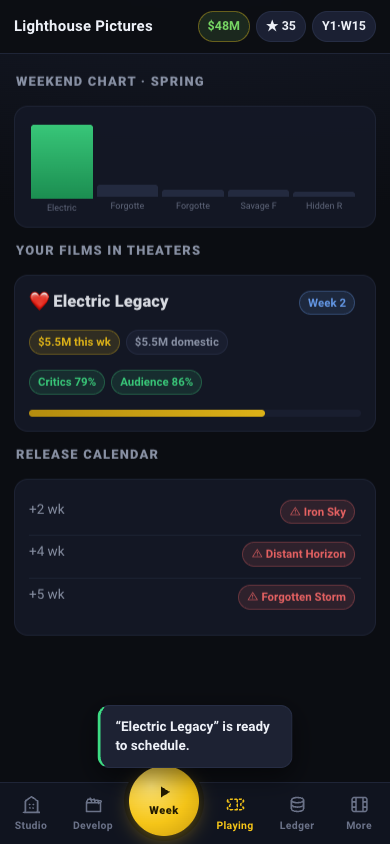 Lighthouse Pictures
$48M
★ 35
Y1·W15
WEEKEND CHART · SPRING
Electric
Forgotte
Forgotte
Savage F
Hidden R
YOUR FILMS IN THEATERS
❤️ Electric Legacy
Week 2
$5.5M this wk
$5.5M domestic
Critics 79%
Audience 86%
RELEASE CALENDAR
+2 wk
⚠ Iron Sky
+4 wk
⚠ Distant Horizon
+5 wk
⚠ Forgotten Storm
“Electric Legacy” is ready
to schedule.
Studio
Develop
Week
Playing
Ledger
More